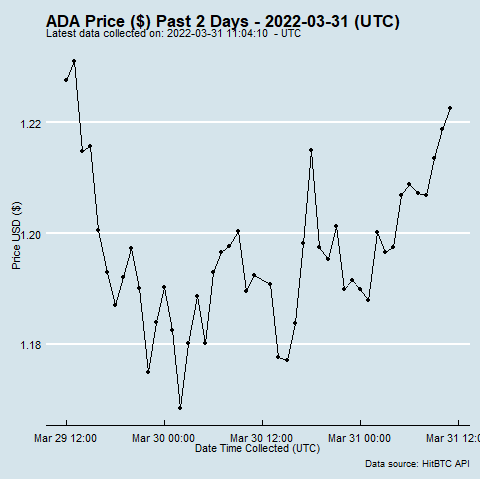 ADA Price ($) Past 2 Days - 2022-03-31 (UTC)
Latest data collected on: 2022-03-31 11:04:10 - UTC
1.22
1.20
1.18
Price USD ($)
Mar 29 12:00 Mar 30 00:00 Mar 30 12:00 Mar 31 00:00 Mar 31 12:00
Date Time Collected (UTC)
Data source: HitBTC API